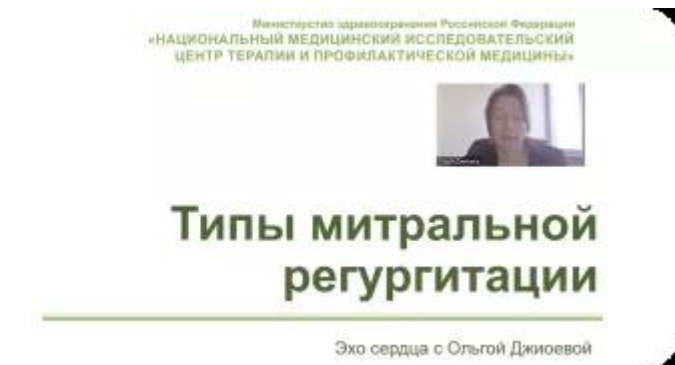 Министерство здравоохранения Российской Федерации
«НАЦИОНАЛЬНЫЙ МЕДИЦИНСКИЙ ИССЛЕДОВАТЕЛЬСКИЙ
ЦЕНТР ТЕРАПИИ И ПРОФИЛАКТИЧЕСКОЙ МЕДИЦИНЫ»
Типы митральной
регургитации
Эхо сердца с Ольгой Джиоевой